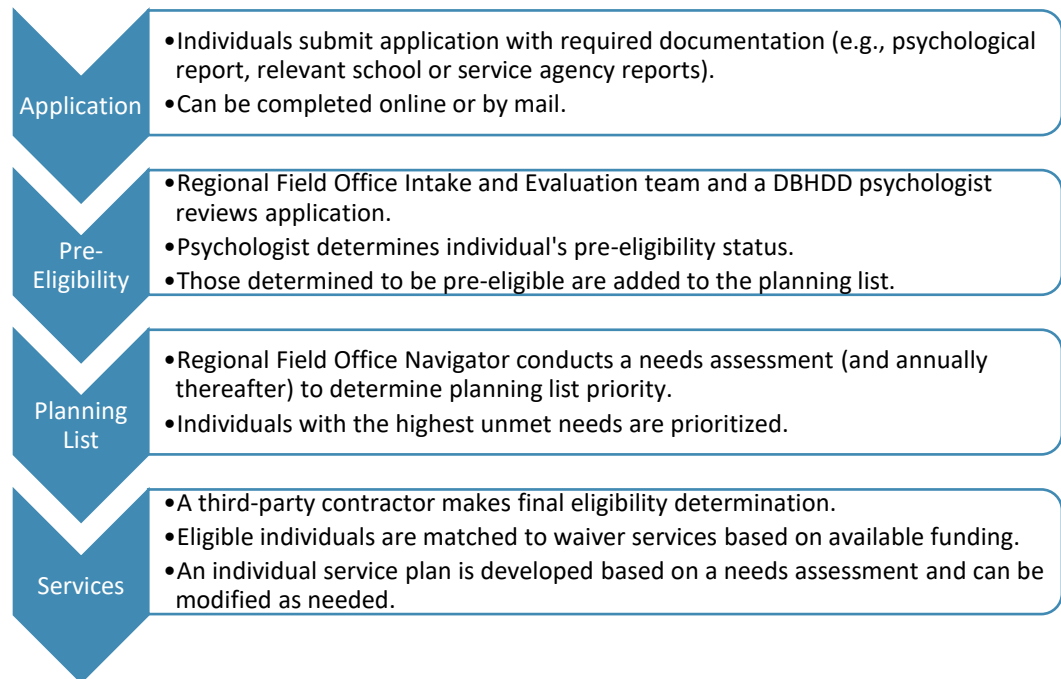 Application
•Individuals submit application with required documentation (e.g., psychological
report, relevant school or service agency reports).
•Can be completed online or by mail.
Pre-
Eligibility
•Regional Field Office Intake and Evaluation team and a DBHDD psychologist
reviews application.
•Psychologist determines individual's pre-eligibility status.
•Those determined to be pre-eligible are added to the planning list.
Planning
List
•Regional Field Office Navigator conducts a needs assessment (and annually
thereafter) to determine planning list priority.
•Individuals with the highest unmet needs are prioritized.
Services
•A third-party contractor makes final eligibility determination.
•Eligible individuals are matched to waiver services based on available funding.
•An individual service plan is developed based on a needs assessment and can be
modified as needed.